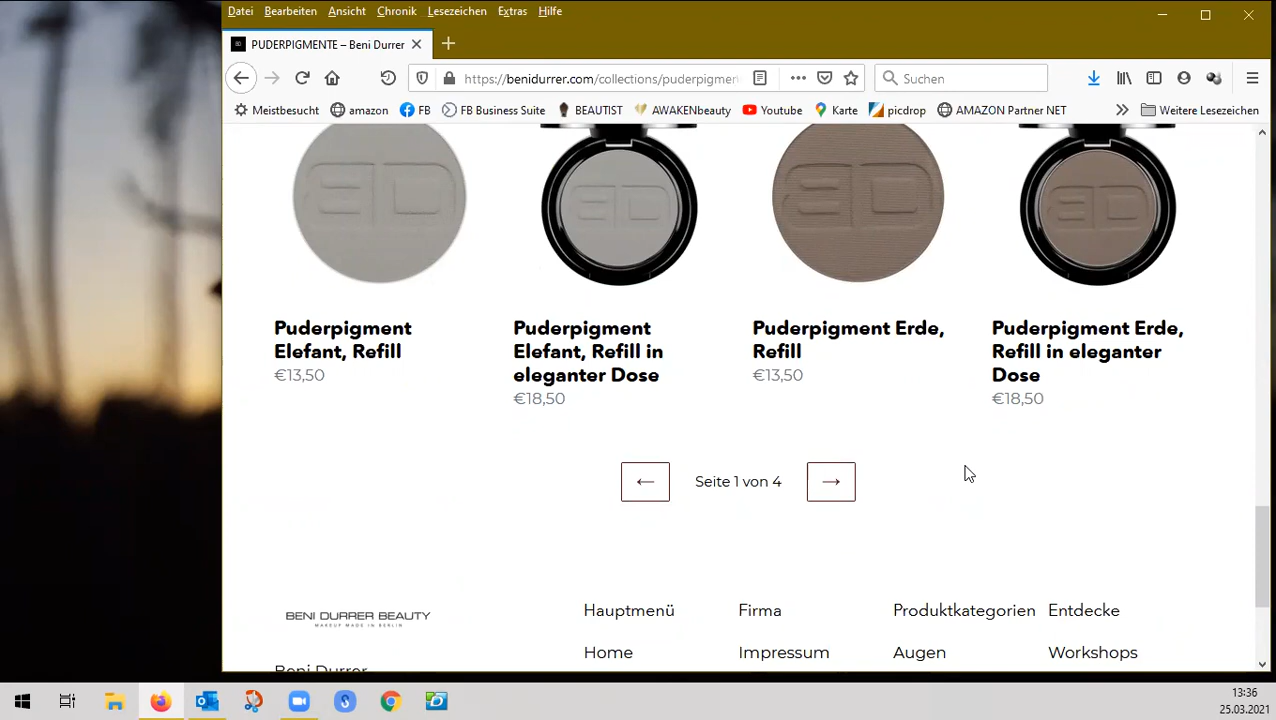 Datei Bearbeiten Ansicht Chronik Lesezeichen Extras Hilfe
PUDERPIGMENTE – Beni Durrer
https://benidurrer.com/collections/puderpigmen
Suchen
Meistbesucht amazon FB FB Business Suite BEAUTIST AWAKENbeauty Youtube Karte picdrop AMAZON Partner NET Weitere Lesezeichen
BD BD BD BD
Puderpigment
Elefant, Refill
€13,50
Puderpigment
Elefant, Refill in
eleganter Dose
€18,50
Puderpigment Erde,
Refill
€13,50
Puderpigment Erde,
Refill in eleganter
Dose
€18,50
Seite 1 von 4
BENI DURRER BEAUTY
MAKEUP MADE IN BERLIN
Beni Durrer
Hauptmenü
Home
Firma
Impressum
Produktkategorien
Augen
Entdecke
Workshops
13:36
25.03.2021